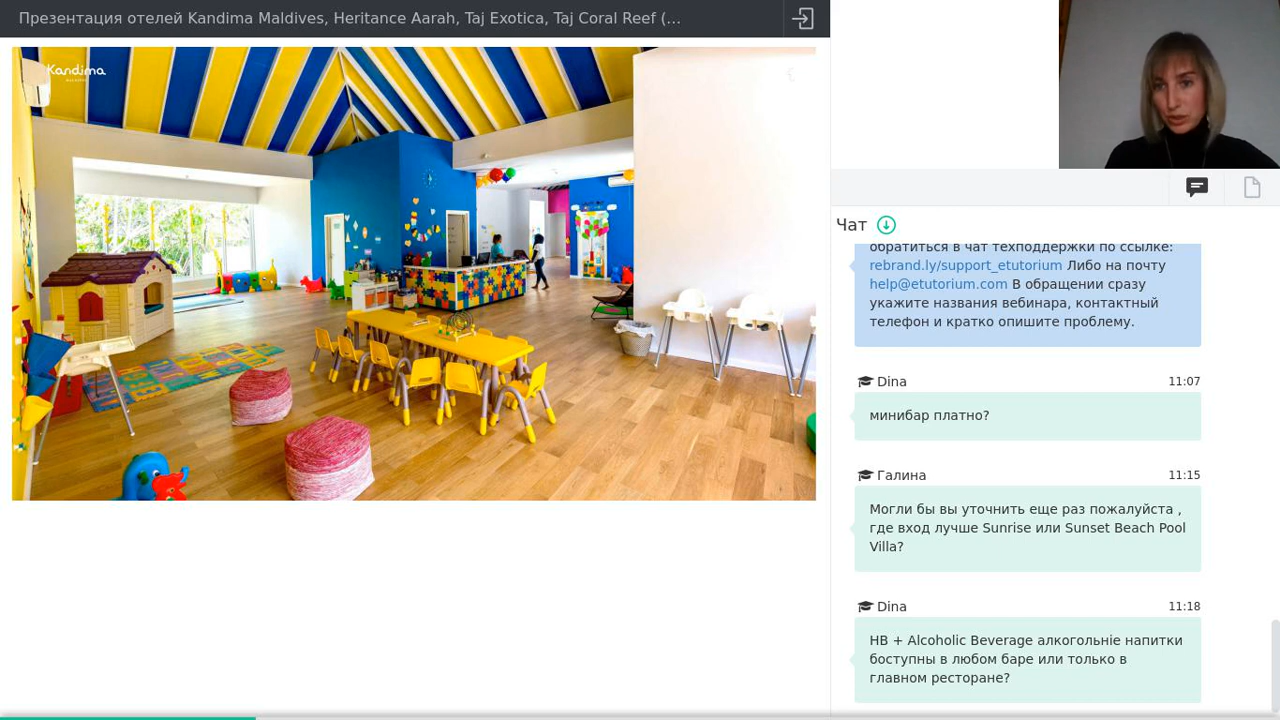 Презентация отелей Kandima Maldives, Heritance Aarah, Taj Exotica, Taj Coral Reef (...
Kandima
Чат
обратиться в чат техподдержки по ссылке:
rebrand.ly/support_etutorium Либо на почту
help@etutorium.com В обращении сразу
укажите названия вебинара, контактный
телефон и кратко опишите проблему.
Dina 11:07
минибар платно?
Галина 11:15
Могли бы вы уточнить еще раз пожалуйста ,
где вход лучше Sunrise или Sunset Beach Pool
Villa?
Dina 11:18
HB + Alcoholic Beverage алкогольніе напитки
боступны в любом баре или только в
главном ресторане?